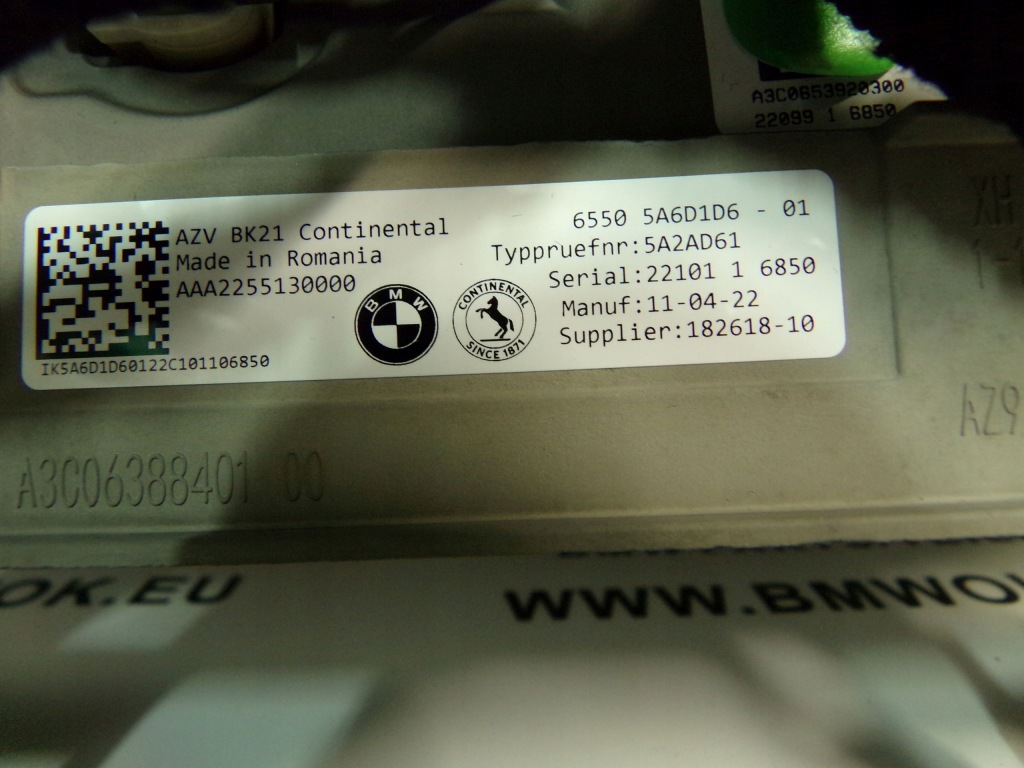 A3C0653920300
22099 1 6850
AZV BK21 Continental
Made in Romania
AAA2255130000
IK5A6D1D60122C101106850
BMW
CONTINENTAL
SINCE 1871
6550 5A6D1D6 - 01
Typpruefnr:5A2AD61
Serial:22101 1 6850
Manuf:11-04-22
Supplier:182618-10
XH
AZ9
A3C06388401 00
OK.EU
WWW.BMWO